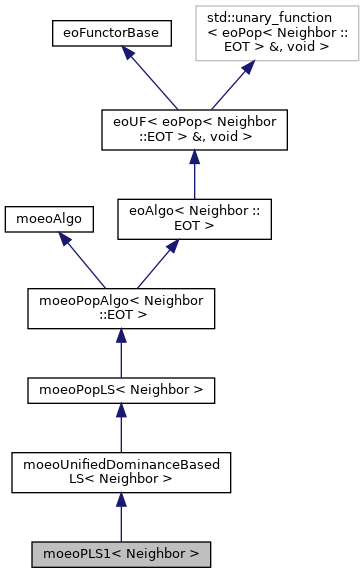 eoFunctorBase
std::unary_function
< eoPop< Neighbor ::
EOT > &, void >
eoUF< eoPop< Neighbor
::EOT > &, void >
moeoAlgo
eoAlgo< Neighbor ::
EOT >
moeoPopAlgo< Neighbor
::EOT >
moeoPopLS< Neighbor >
moeoUnifiedDominanceBased
LS< Neighbor >
moeoPLS1< Neighbor >